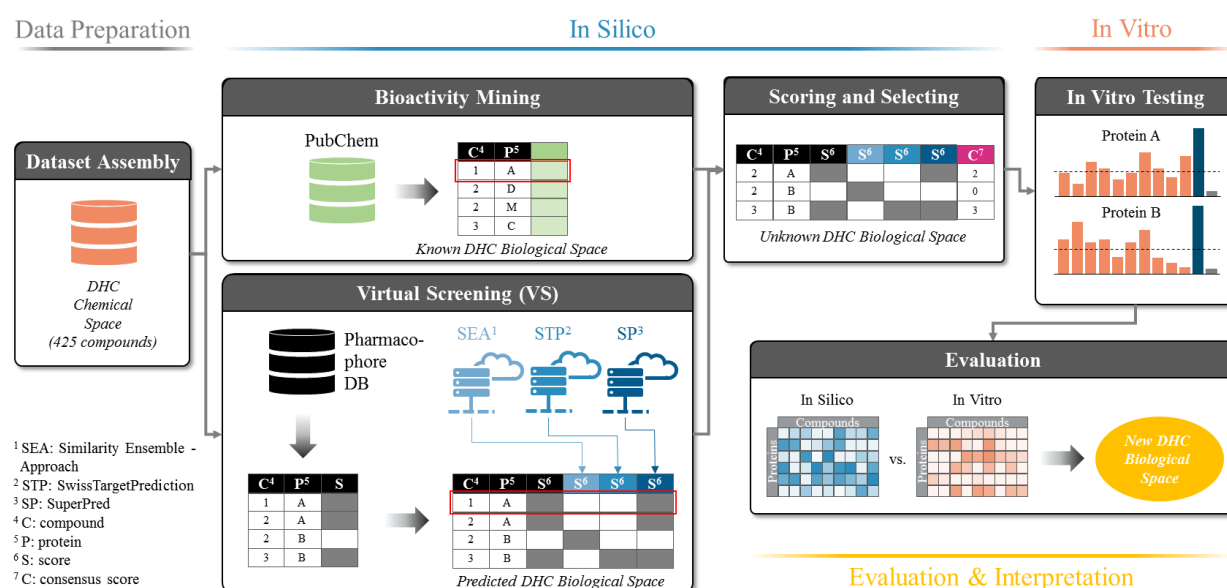 Data Preparation
In Silico
In Vitro
Dataset Assembly
DHC
Chemical
Space
(425 compounds)
Bioactivity Mining
PubChem
C⁴ P⁵
1 A
2 D
2 M
3 C
Known DHC Biological Space
Virtual Screening (VS)
Pharmaco-
phore
DB
SEA¹
STP²
SP³
C⁴ P⁵ S
1 A
2 A
2 B
3 B
C⁴ P⁵ S⁶ S⁶ S⁶ S⁶
1 A
2 A
2 B
3 B
Predicted DHC Biological Space
Scoring and Selecting
C⁴ P⁵ S⁶ S⁶ S⁶ S⁶ C⁷
2 A 2
2 B 0
3 B 3
Unknown DHC Biological Space
In Vitro Testing
Protein A
Protein B
Evaluation
In Silico
Compounds
Proteins
vs.
In Vitro
Compounds
Proteins
New DHC
Biological
Space
Evaluation & Interpretation
¹ SEA: Similarity Ensemble -
Approach
² STP: SwissTargetPrediction
³ SP: SuperPred
⁴ C: compound
⁵ P: protein
⁶ S: score
⁷ C: consensus score